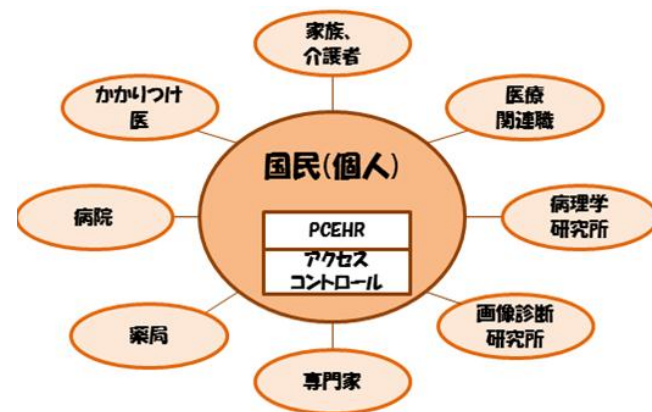 家族、
介護者
かかりつけ
医
医療
関連職
国民(個人)
病院
PCEHR
アクセス
コントロール
病理学
研究所
薬局
画像診断
研究所
専門家